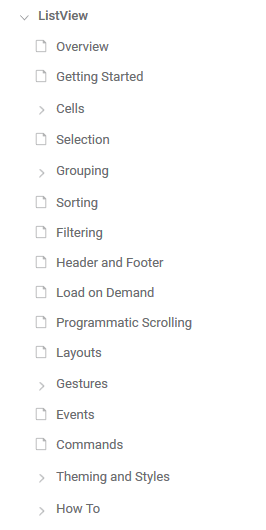 ListView
Overview
Getting Started
Cells
Selection
Grouping
Sorting
Filtering
Header and Footer
Load on Demand
Programmatic Scrolling
Layouts
Gestures
Events
Commands
Theming and Styles
How To